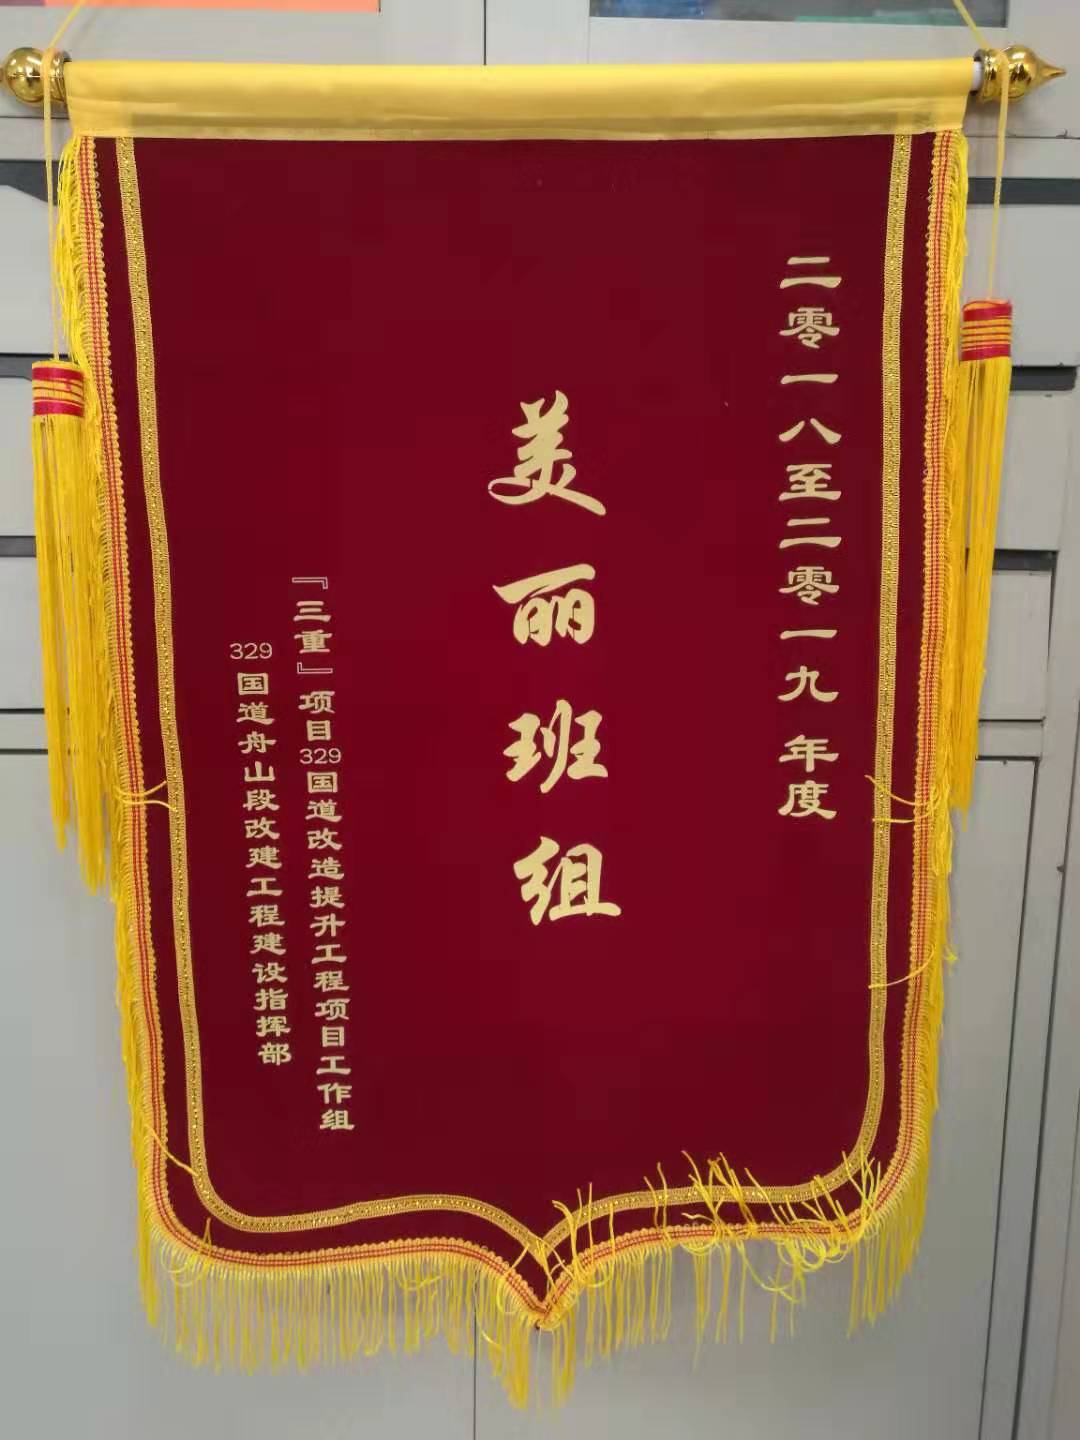 二零一八至二零一九年度
美丽班组
『三重』项目329国道改造提升工程项目工作组
329国道舟山段改建工程建设指挥部